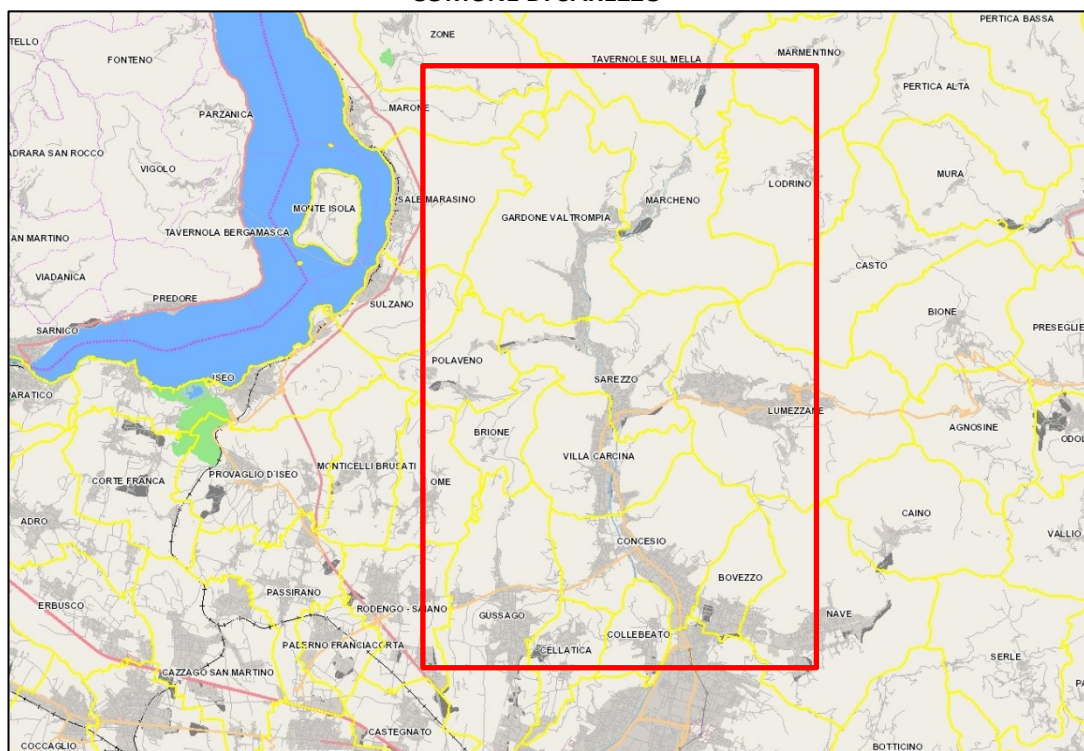 PERTICA BASSA
ZONE
TELLO
FONTENO
TAVERNOLE SUL MELLA
MARMENTINO
PERTICA ALTA
MARONE
PARZANICA
ADRARA SAN ROCCO
VIGOLO
MURA
LODRINO
MARCHENO
SALE MARASINO
MONTE ISOLA
GARDONE VALTROMPIA
TAVERNOLA BERGAMASCA
AN MARTINO
CASTO
VIADANICA
PREDORE
SULZANO
BIONE
SARNICO
PRESEGLIE
POLAVENO
ISEO
SAREZZO
PARATICO
LUMEZZANE
AGNOSINE
BRIONE
ODOL
VILLA CARCINA
MONTICELLI BRUSATI
PROVAGLIO D'ISEO
CORTE FRANCA
OME
CAINO
ADRO
VALLIO
CONCESIO
BOVEZZO
PASSIRANO
ERBUSCO
RODENGO - SAIANO
GUSSAGO
NAVE
COLLEBEATO
PADERNO FRANCIACORTA
CELLATICA
SERLE
CAZZAGO SAN MARTINO
PA
CASTEGNATO
COCCAGLIO
BOTTICINO